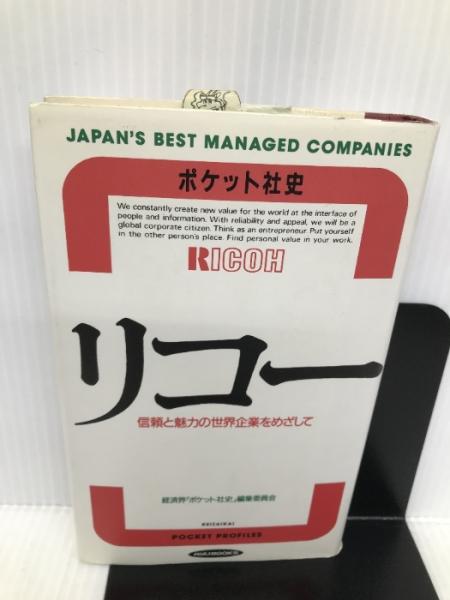 JAPAN'S BEST MANAGED COMPANIES
ポケット社史
We constantly create new value for the world at the interface of
people and information. With reliability and appeal, we will be a
global corporate citizen. Think as an entrepreneur. Put yourself
in the other person's place. Find personal value in your work.
RICOH
リコー
信頼と魅力の世界企業をめざして
経済界「ポケット社史」編集委員会
KEIZAIKAI
POCKET PROFILES